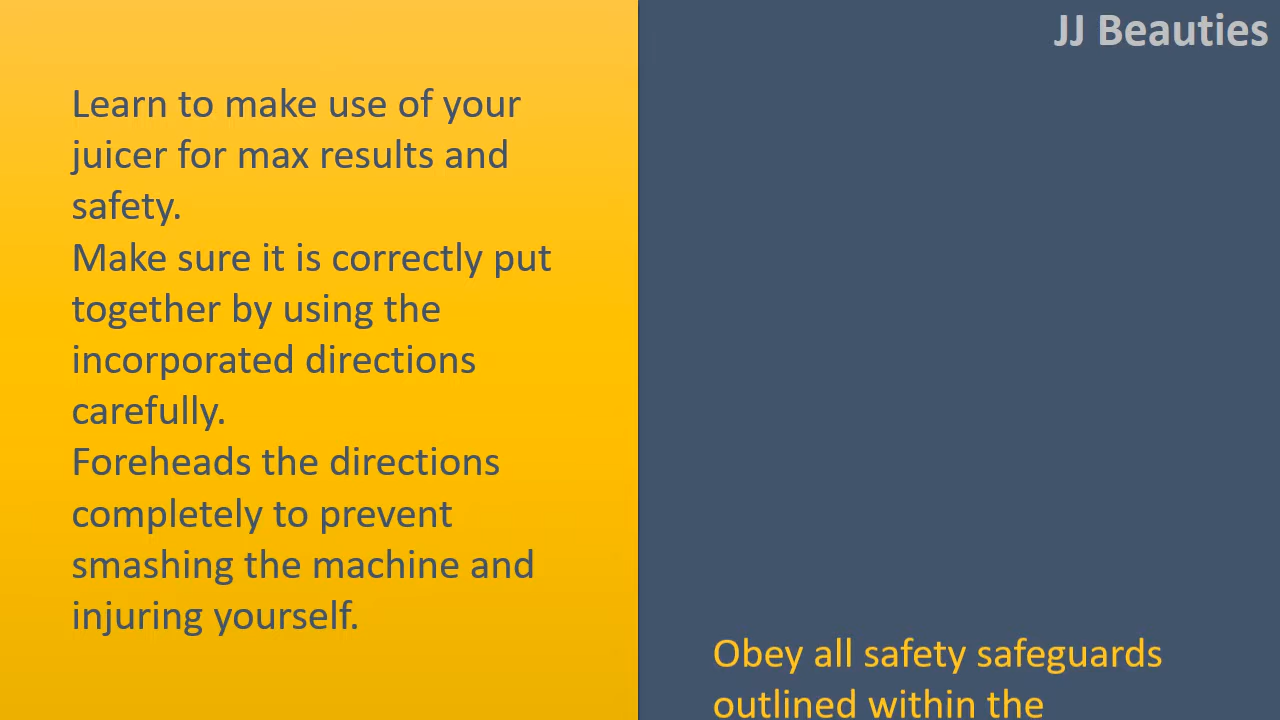 JJ Beauties
Learn to make use of your
juicer for max results and
safety.
Make sure it is correctly put
together by using the
incorporated directions
carefully.
Foreheads the directions
completely to prevent
smashing the machine and
injuring yourself.
Obey all safety safeguards
outlined within the